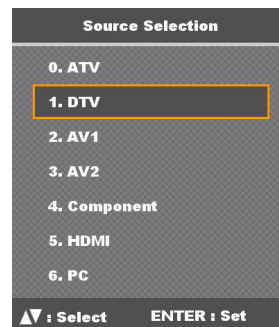 Source Selection
0. ATV
1. DTV
2. AV1
3. AV2
4. Component
5. HDMI
6. PC
▲▼ : Select ENTER : Set